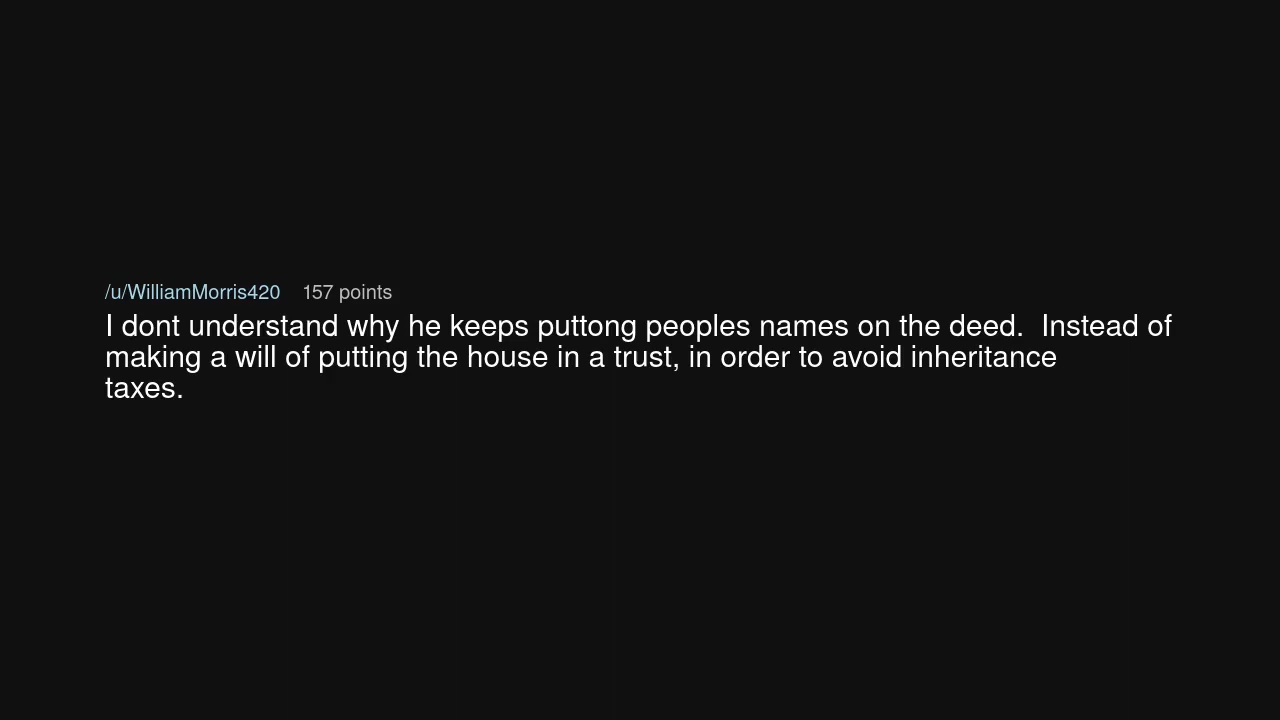 /u/WilliamMorris420 157 points
I dont understand why he keeps puttong peoples names on the deed.  Instead of
making a will of putting the house in a trust, in order to avoid inheritance
taxes.